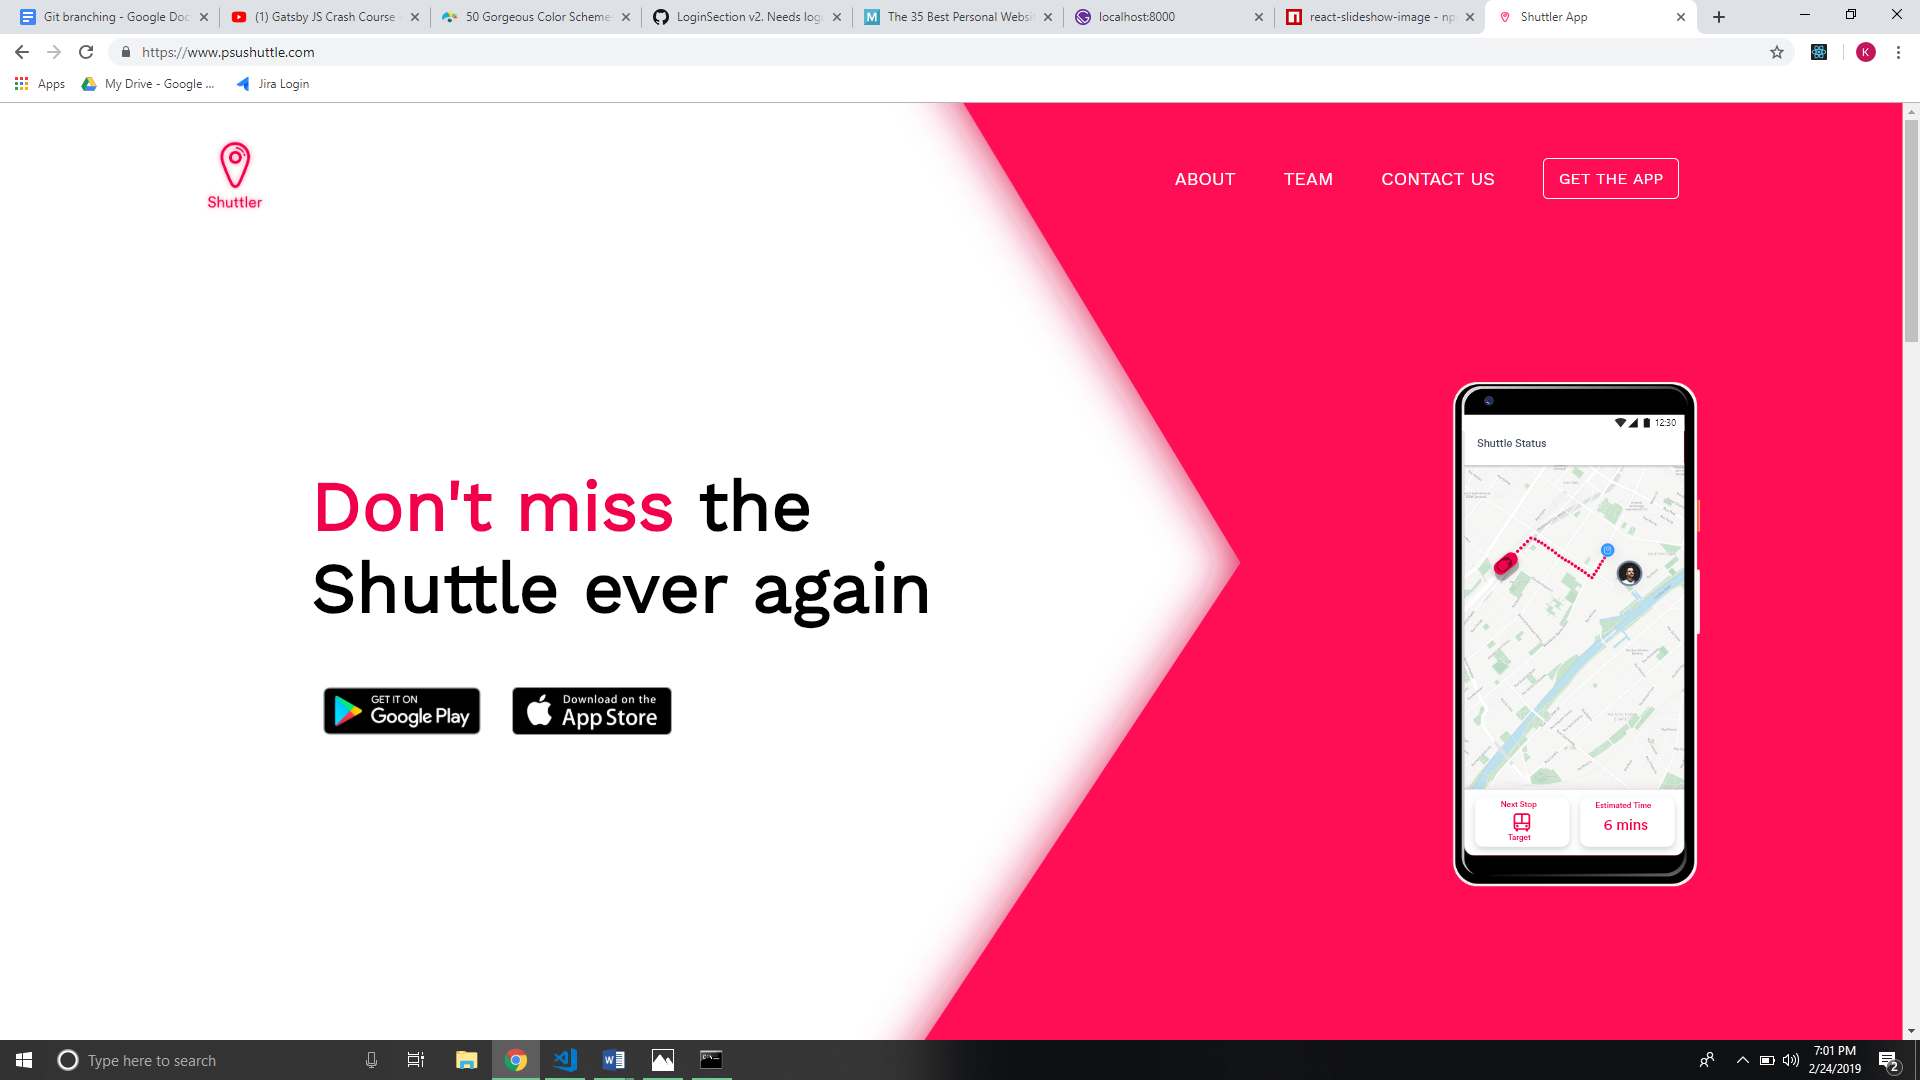 Git branching - Google Doc
(1) Gatsby JS Crash Course -
50 Gorgeous Color Schemes
LoginSection v2. Needs logo
The 35 Best Personal Websit
localhost:8000
react-slideshow-image - np
Shuttler App
https://www.psushuttle.com
K
Apps
My Drive - Google ...
Jira Login
Shuttler
ABOUT
TEAM
CONTACT US
GET THE APP
Don't miss the
Shuttle ever again
GET IT ON
Google Play
Download on the
App Store
12:30
Shuttle Status
Next Stop
Target
Estimated Time
6 mins
Type here to search
7:01 PM
2/24/2019
2